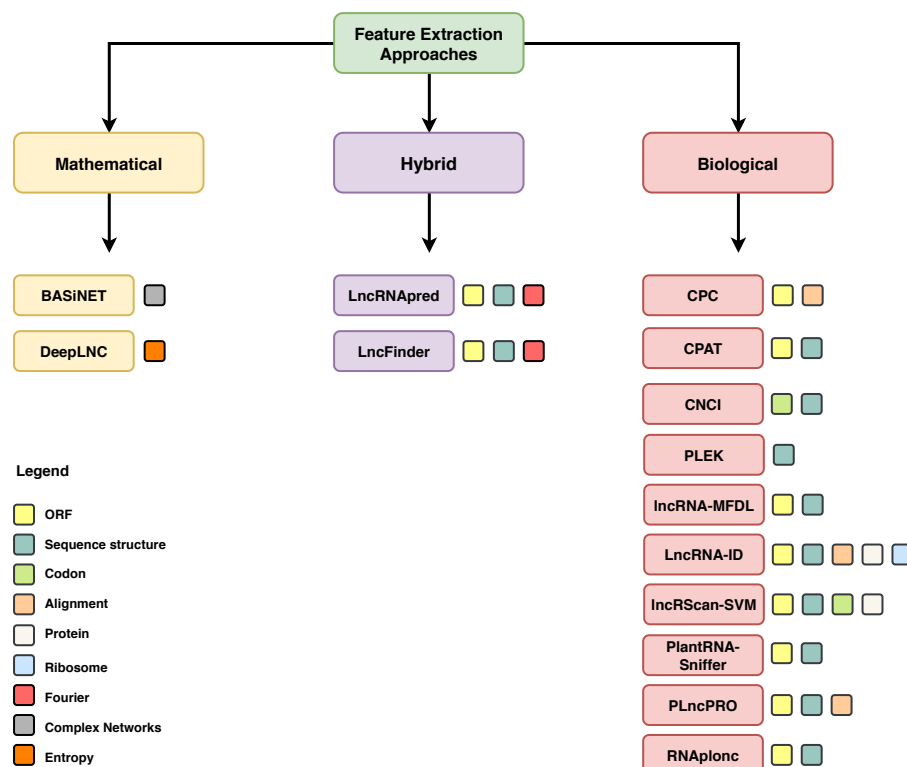 Feature Extraction
Approaches
Mathematical
Hybrid
Biological
BASiNET
LncRNApred
CPC
DeepLNC
LncFinder
CPAT
CNCI
PLEK
lncRNA-MFDL
LncRNA-ID
lncRScan-SVM
PlantRNA-
Sniffer
PLncPRO
RNAplonc
Legend
ORF
Sequence structure
Codon
Alignment
Protein
Ribosome
Fourier
Complex Networks
Entropy